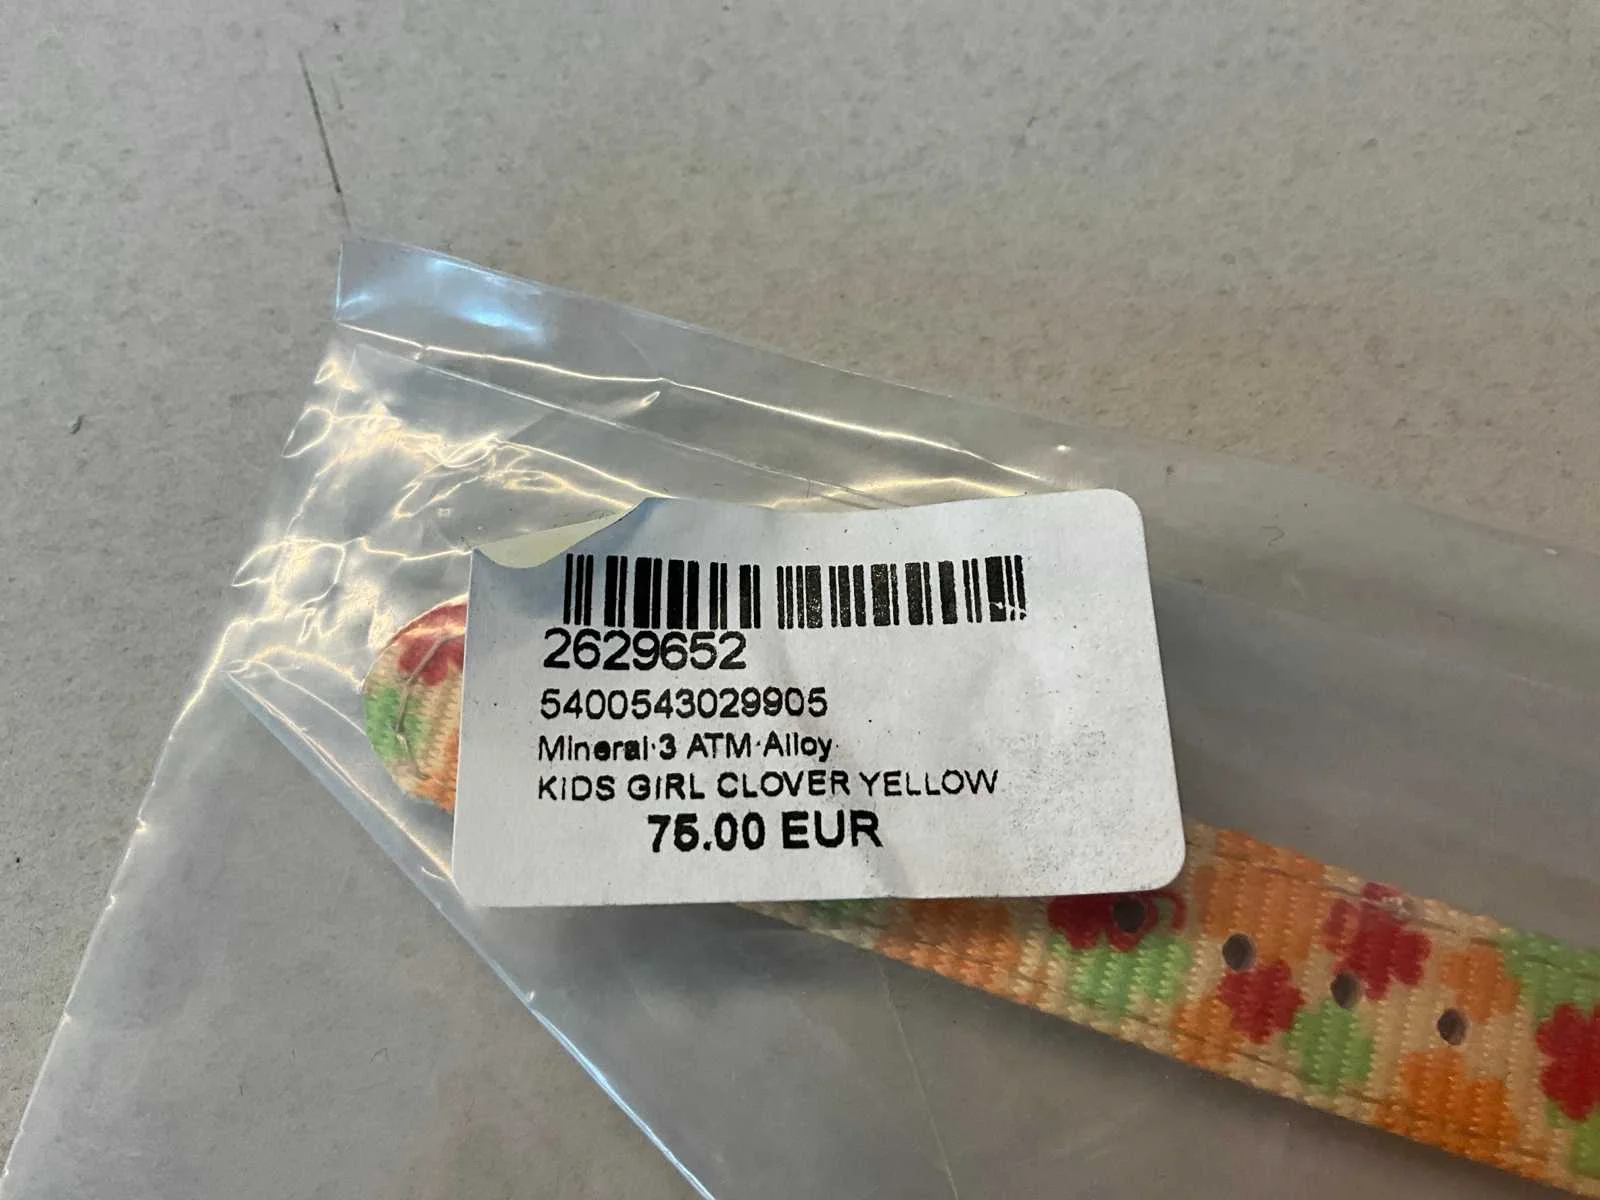 2629652
5400543029905
Mineral·3 ATM·Alloy·
KIDS GIRL CLOVER YELLOW
75.00 EUR